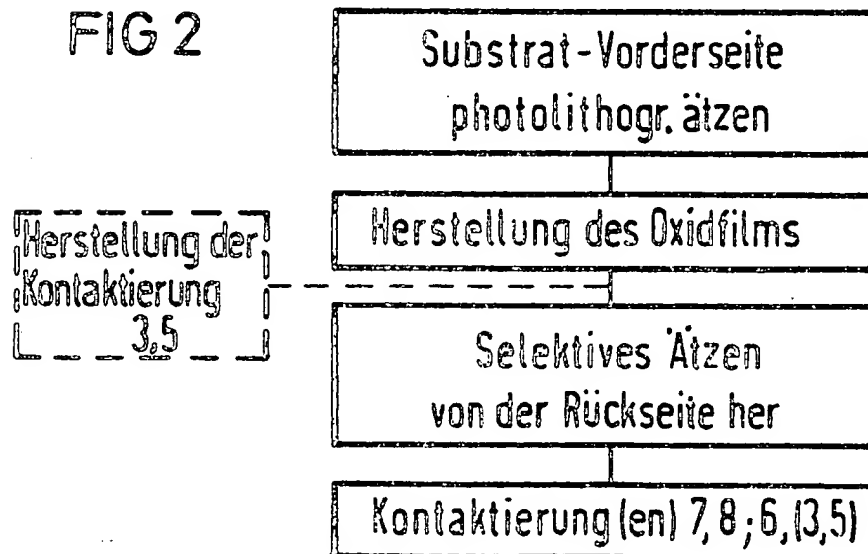 FIG 2
Substrat-Vorderseite
photolithogr. ätzen
Herstellung des Oxidfilms
Herstellung der
Kontaktierung
3,5
Selektives Ätzen
von der Rückseite her
Kontaktierung(en) 7,8;6,(3,5)